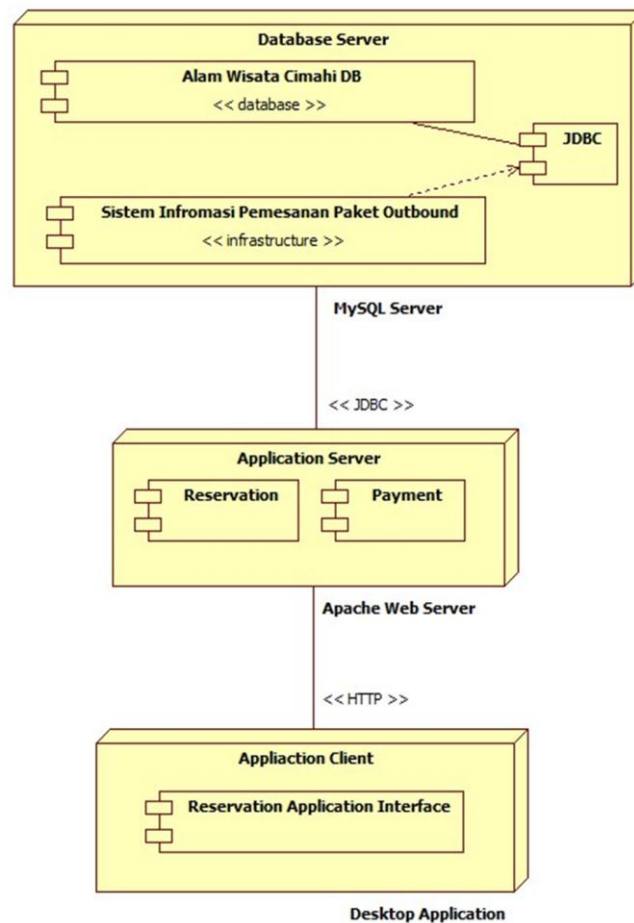 Database Server
Alam Wisata Cimahi DB
<< database >>
JDBC
Sistem Infromasi Pemesanan Paket Outbound
<< infrastructure >>
MySQL Server
<< JDBC >>
Application Server
Reservation
Payment
Apache Web Server
<< HTTP >>
Appliaction Client
Reservation Application Interface
Desktop Application